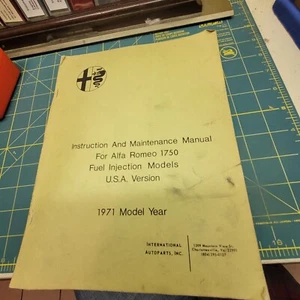 Instruction And Maintenance Manual
For Alfa Romeo 1750
Fuel Injection Models
U.S.A. Version
1971 Model Year
INTERNATIONAL
AUTOPARTS, INC.